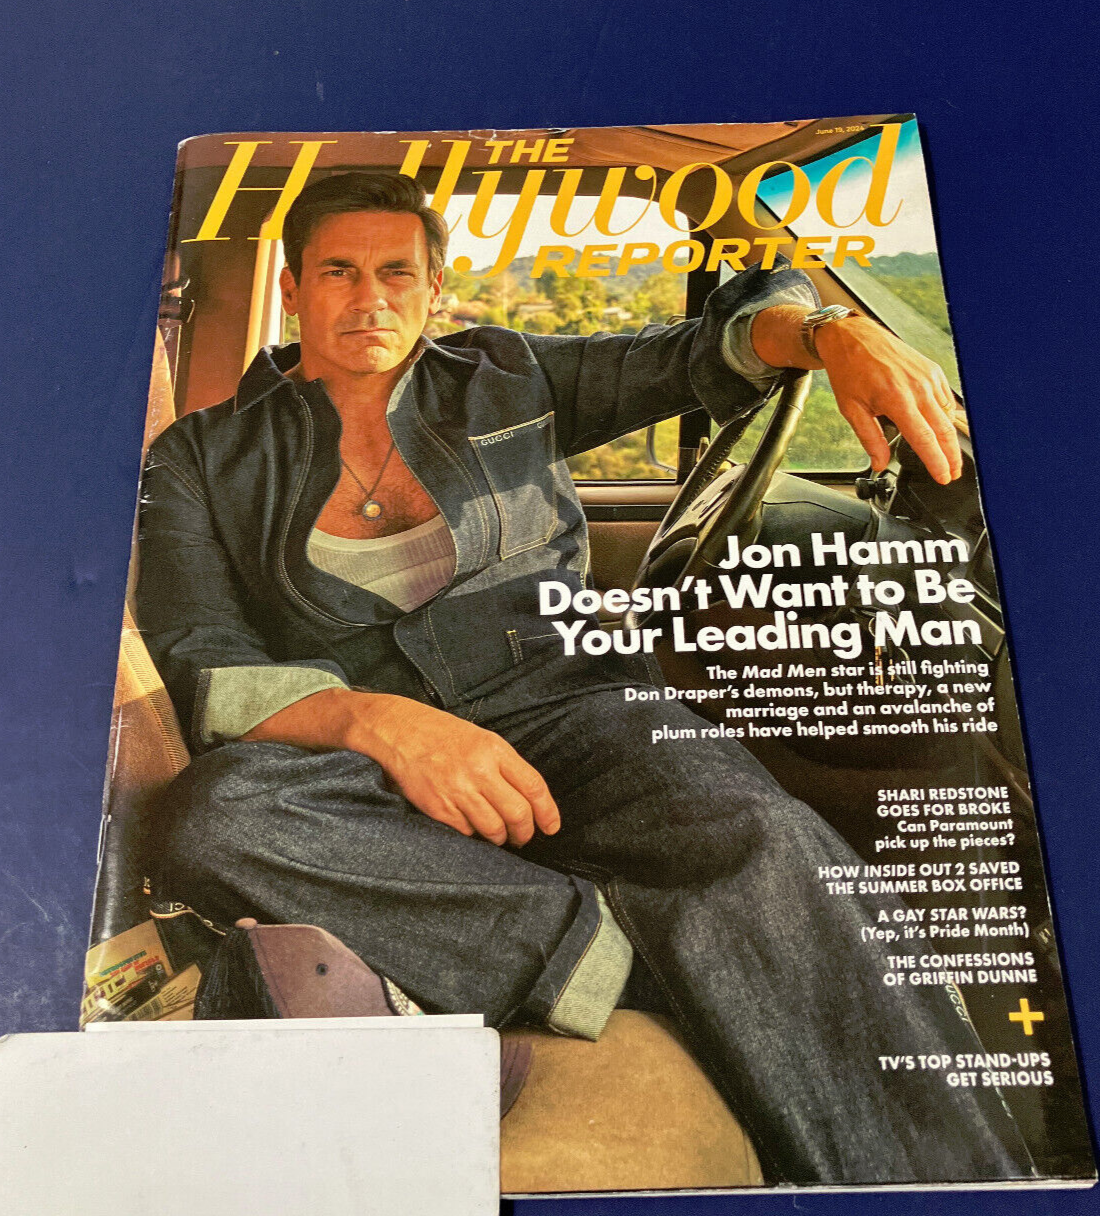 June 19, 2024
THE
Hollywood
REPORTER
GUCCI
Jon Hamm
Doesn't Want to Be
Your Leading Man
The Mad Men star is still fighting
Don Draper's demons, but therapy, a new
marriage and an avalanche of
plum roles have helped smooth his ride
SHARI REDSTONE
GOES FOR BROKE
Can Paramount
pick up the pieces?
HOW INSIDE OUT 2 SAVED
THE SUMMER BOX OFFICE
A GAY STAR WARS?
(Yep, it's Pride Month)
THE CONFESSIONS
OF GRIFFIN DUNNE
GUCCI
+
TV'S TOP STAND-UPS
GET SERIOUS